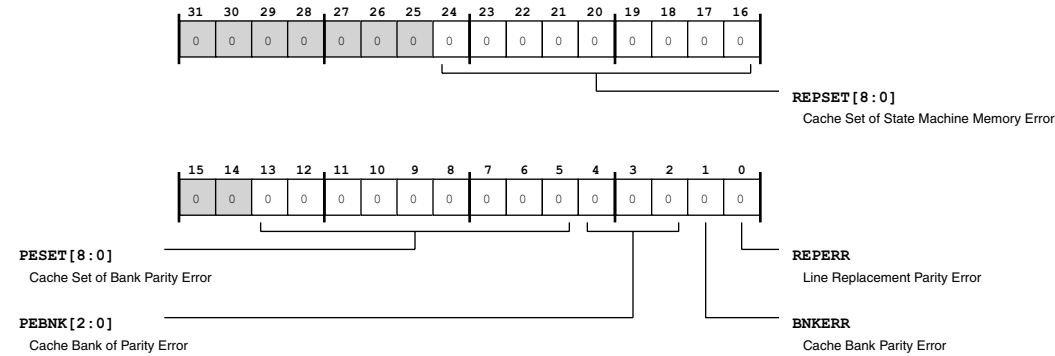 31 30 29 28 27 26 25 24 23 22 21 20 19 18 17 16
0 0 0 0 0 0 0 0 0 0 0 0 0 0 0 0
REPSET[8:0]
Cache Set of State Machine Memory Error
15 14 13 12 11 10 9 8 7 6 5 4 3 2 1 0
0 0 0 0 0 0 0 0 0 0 0 0 0 0 0 0
PESET[8:0]
Cache Set of Bank Parity Error
REPERR
Line Replacement Parity Error
PEBNK[2:0]
Cache Bank of Parity Error
BNKERR
Cache Bank Parity Error